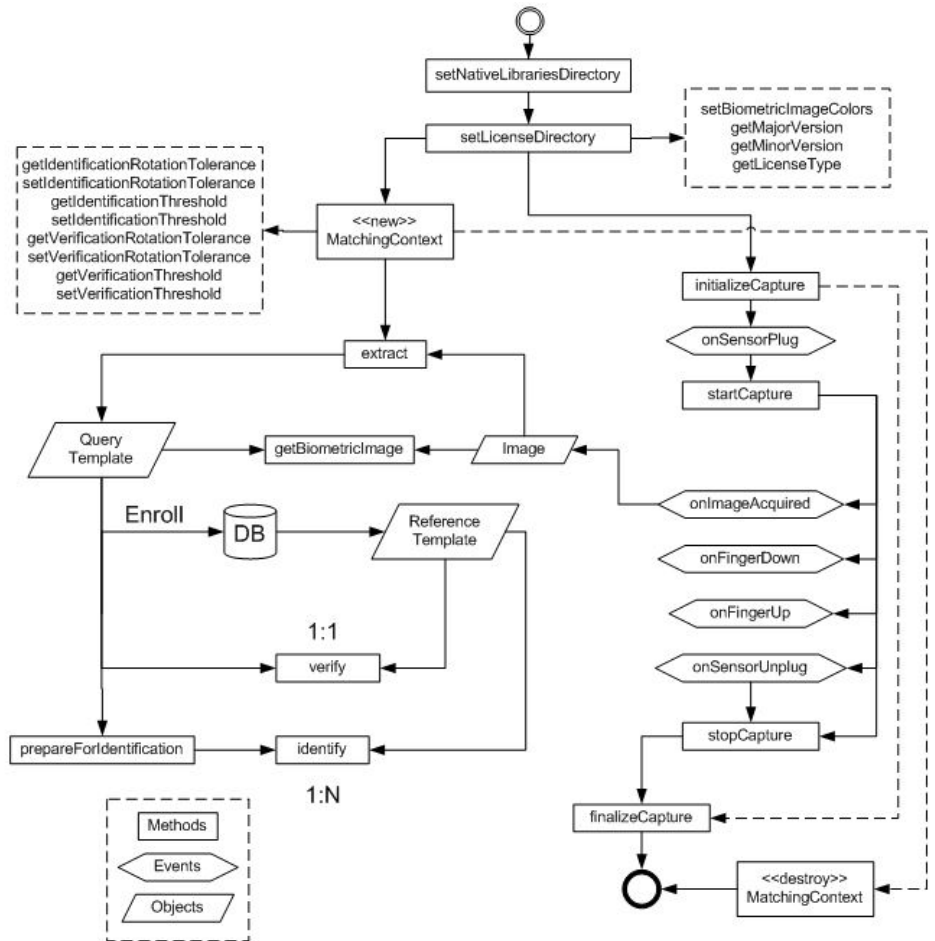 setNativeLibrariesDirectory
setLicenseDirectory
setBiometricImageColors
getMajorVersion
getMinorVersion
getLicenseType
getIdentificationRotationTolerance
setIdentificationRotationTolerance
getIdentificationThreshold
setIdentificationThreshold
getVerificationRotationTolerance
setVerificationRotationTolerance
getVerificationThreshold
setVerificationThreshold
<<new>>
MatchingContext
initializeCapture
onSensorPlug
extract
startCapture
Query
Template
getBiometricImage
Image
onImageAcquired
Enroll
DB
Reference
Template
onFingerDown
onFingerUp
1:1
verify
onSensorUnplug
prepareForIdentification
identify
stopCapture
1:N
finalizeCapture
Methods
Events
Objects
<<destroy>>
MatchingContext